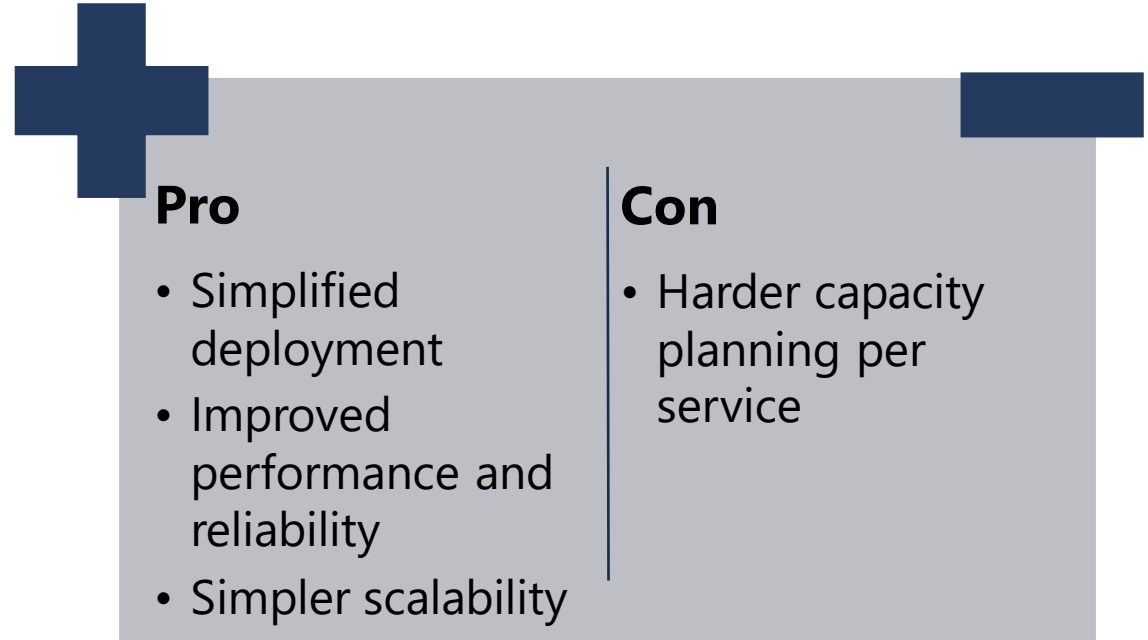 Pro
• Simplified
deployment
• Improved
performance and
reliability
• Simpler scalability
Con
• Harder capacity
planning per
service